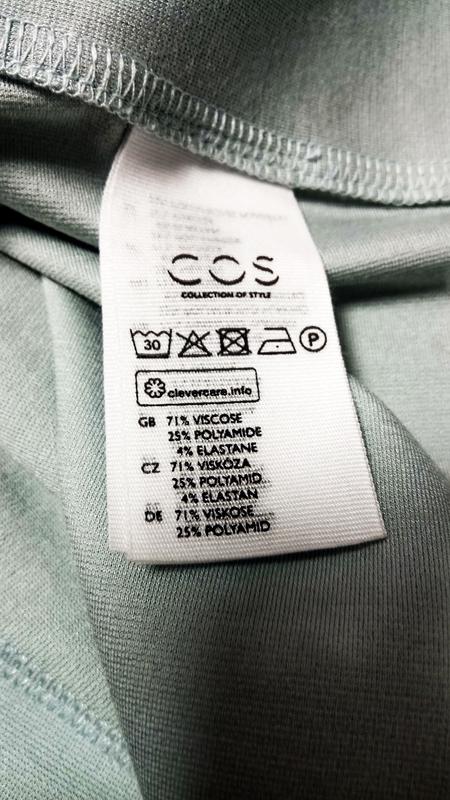 COS
COLLECTION OF STYLE
30
P
clevercare.info
GB 71% VISCOSE
25% POLYAMIDE
4% ELASTANE
CZ 71% VISKÓZA
25% POLYAMID
4% ELASTAN
DE 71% VISKOSE
25% POLYAMID